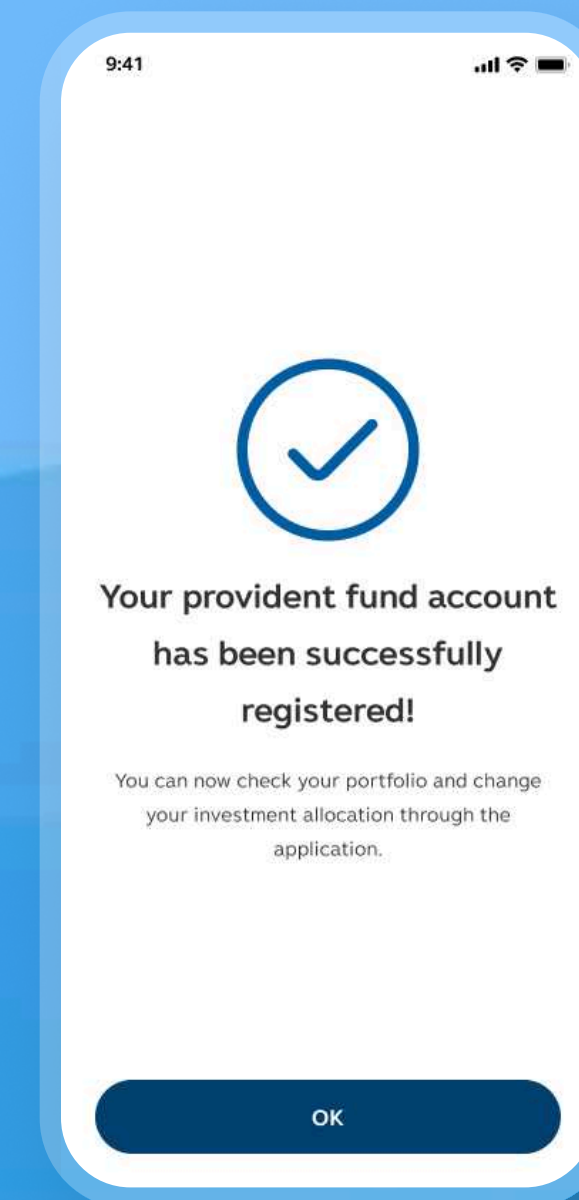 9:41
Your provident fund account
has been successfully
registered!
You can now check your portfolio and change
your investment allocation through the
application.
OK